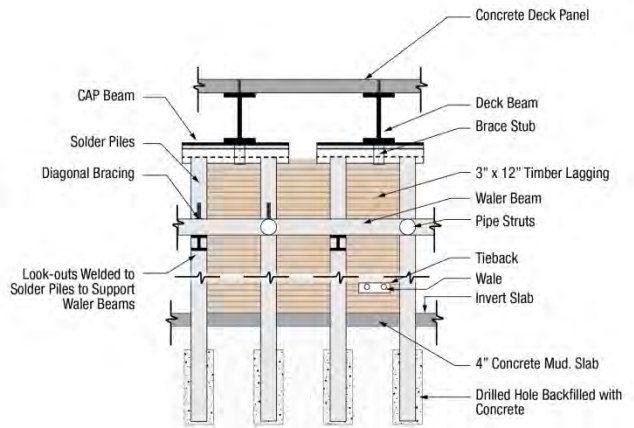 Concrete Deck Panel
CAP Beam
Deck Beam
Brace Stub
Solder Piles
3" x 12" Timber Lagging
Diagonal Bracing
Waler Beam
Pipe Struts
Tieback
Look-outs Welded to
Solder Piles to Support
Waler Beams
Wale
Invert Slab
4" Concrete Mud. Slab
Drilled Hole Backfilled with
Concrete